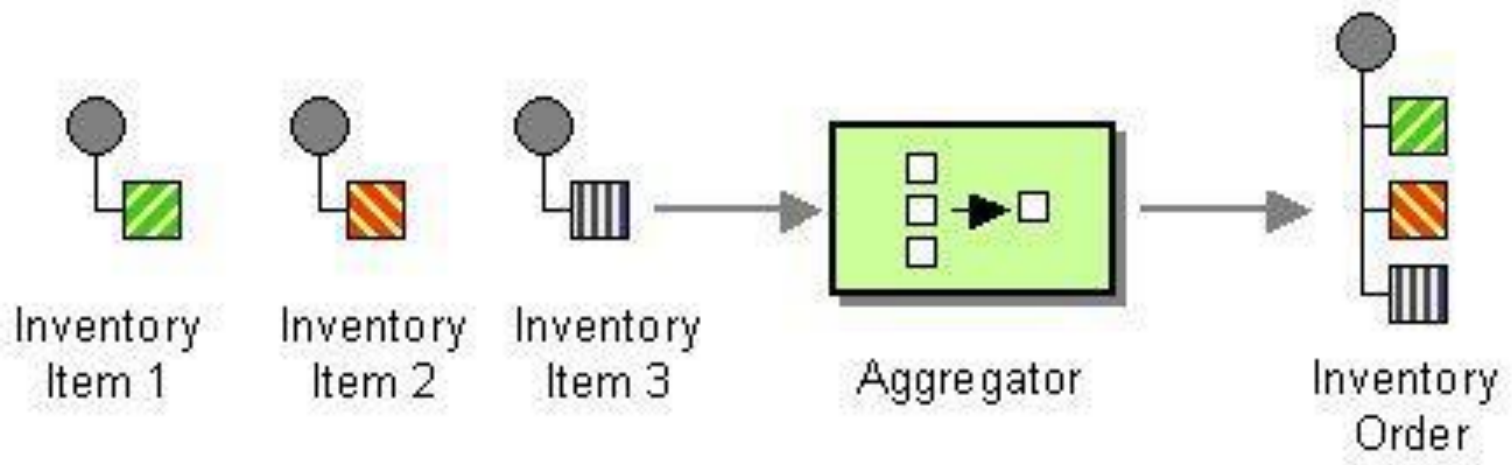 Inventory
Item 1
Inventory
Item 2
Inventory
Item 3
Aggregator
Inventory
Order